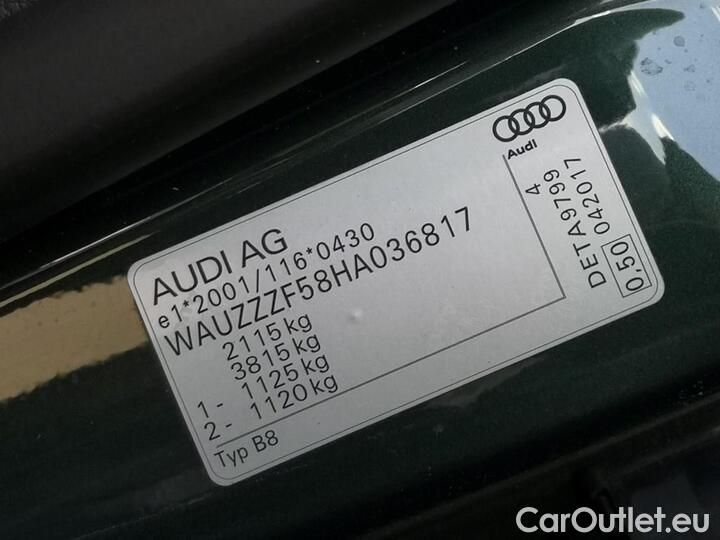 Audi
AUDI AG
e1*2001/116*0430
WAUZZZF58HA036817
2115 kg
3815 kg
1- 1125 kg
2- 1120 kg
Typ B8
4
DETA9799
0,50 042017
CarOutlet.eu